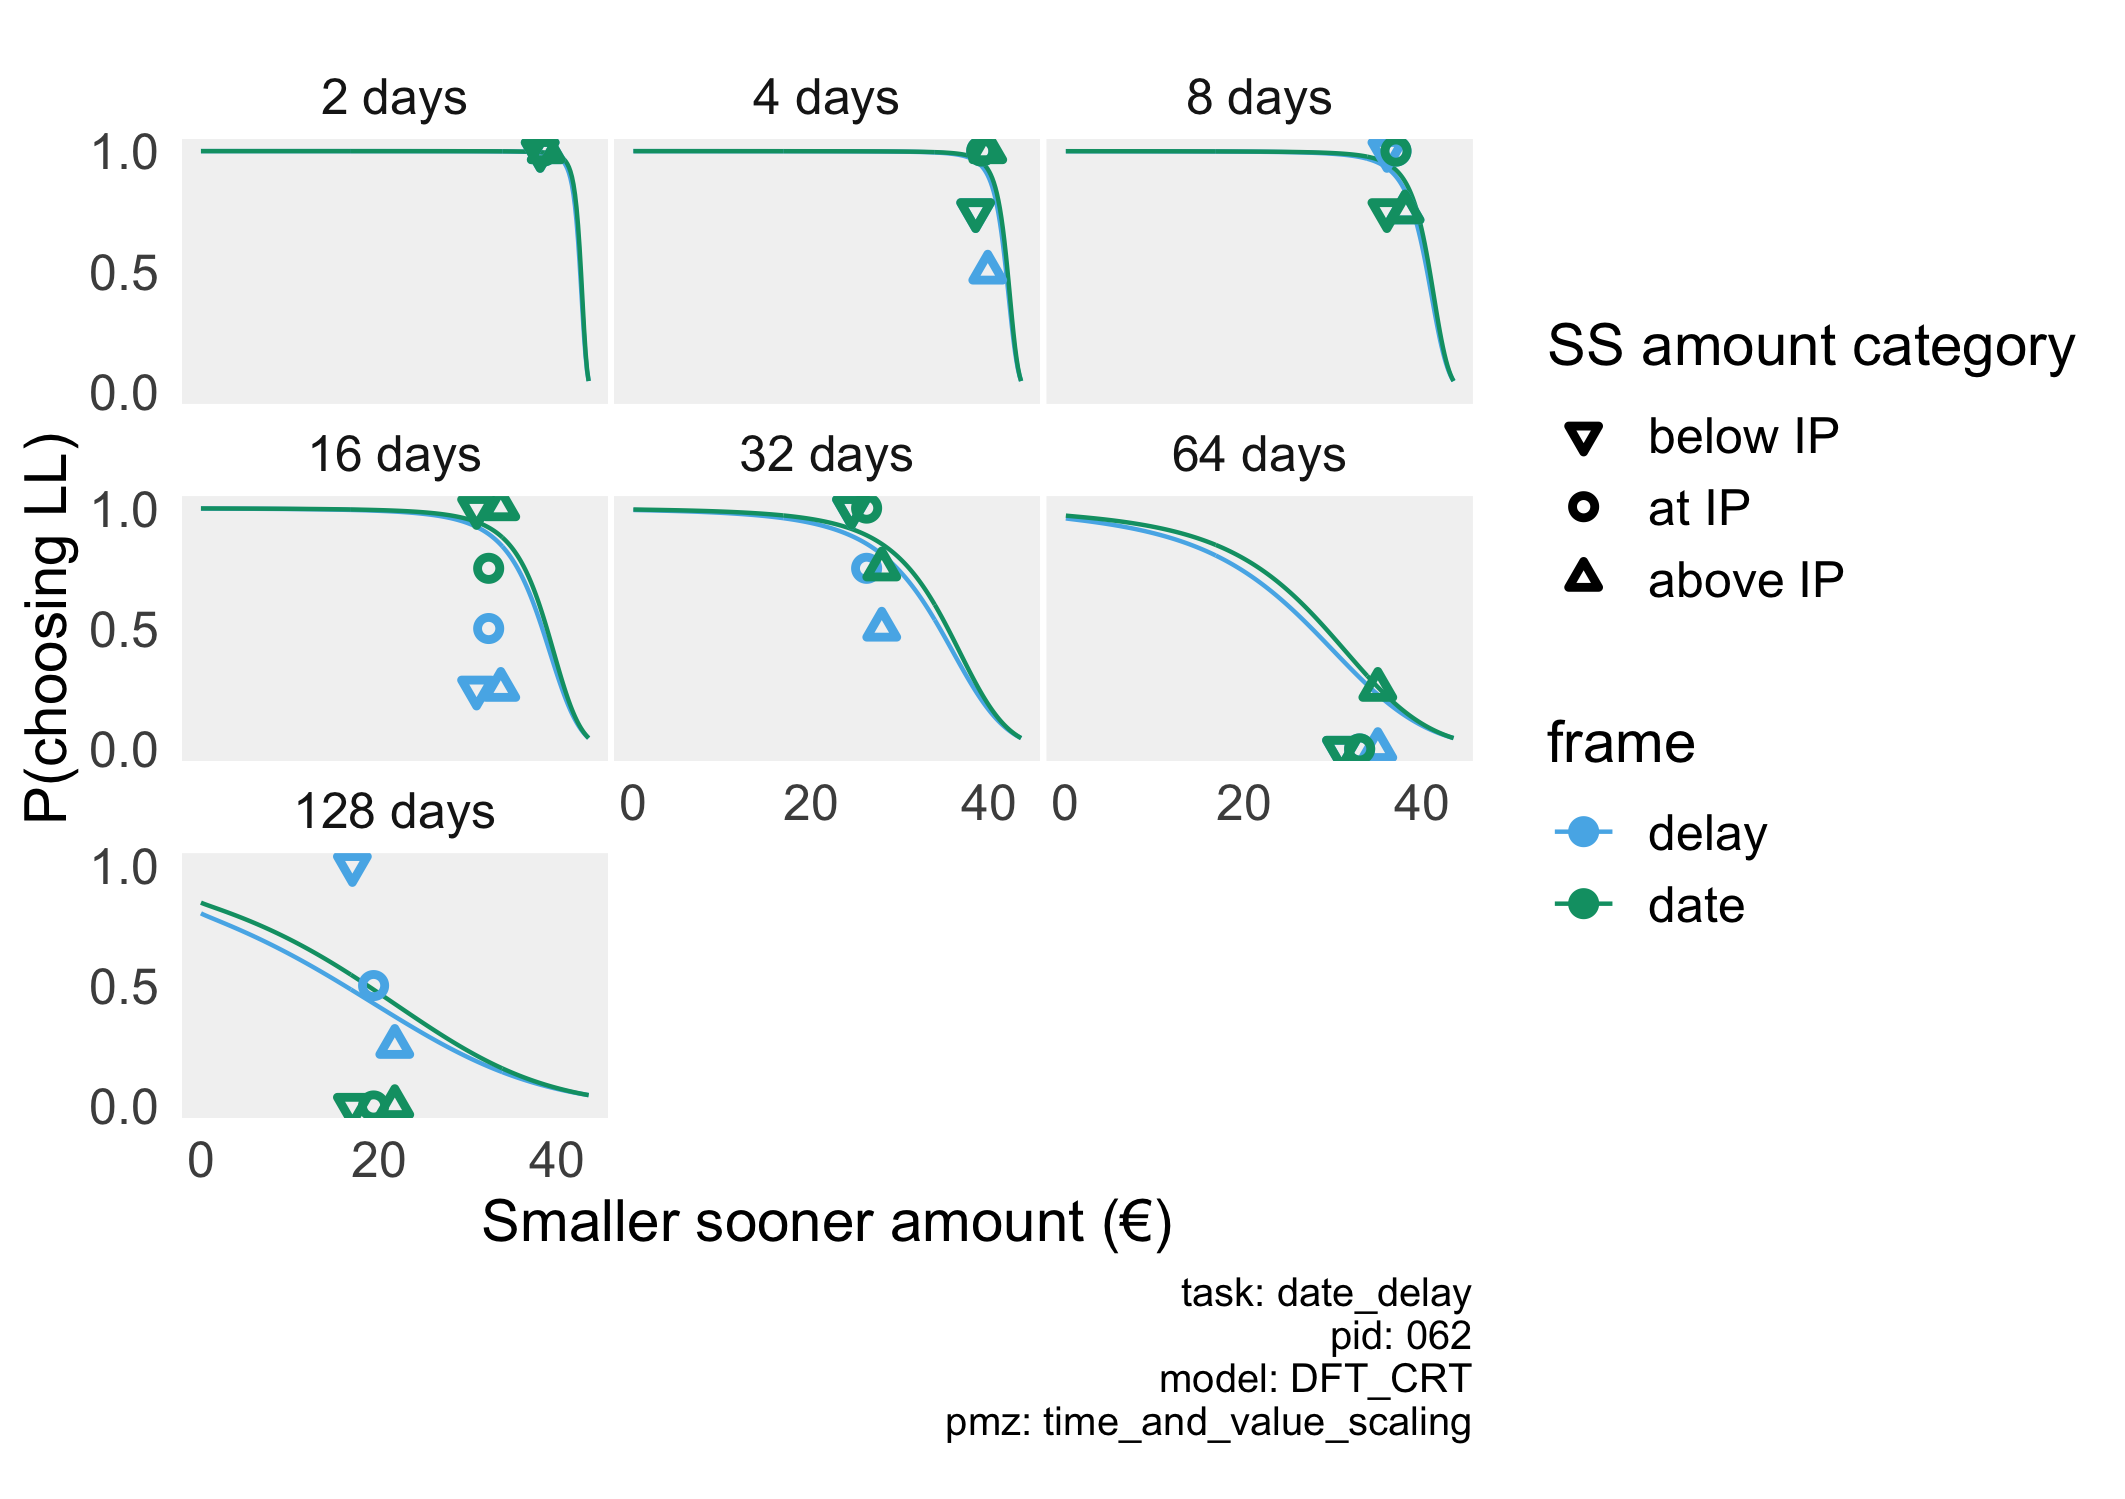 2 days
4 days
8 days
1.0
0.5
0.0
16 days
32 days
64 days
1.0
0.5
0.0
0
20
40
0
20
40
128 days
1.0
0.5
0.0
0
20
40
P(choosing LL)
Smaller sooner amount (€)
SS amount category
below IP
at IP
above IP
frame
delay
date
task: date_delay
pid: 062
model: DFT_CRT
pmz: time_and_value_scaling